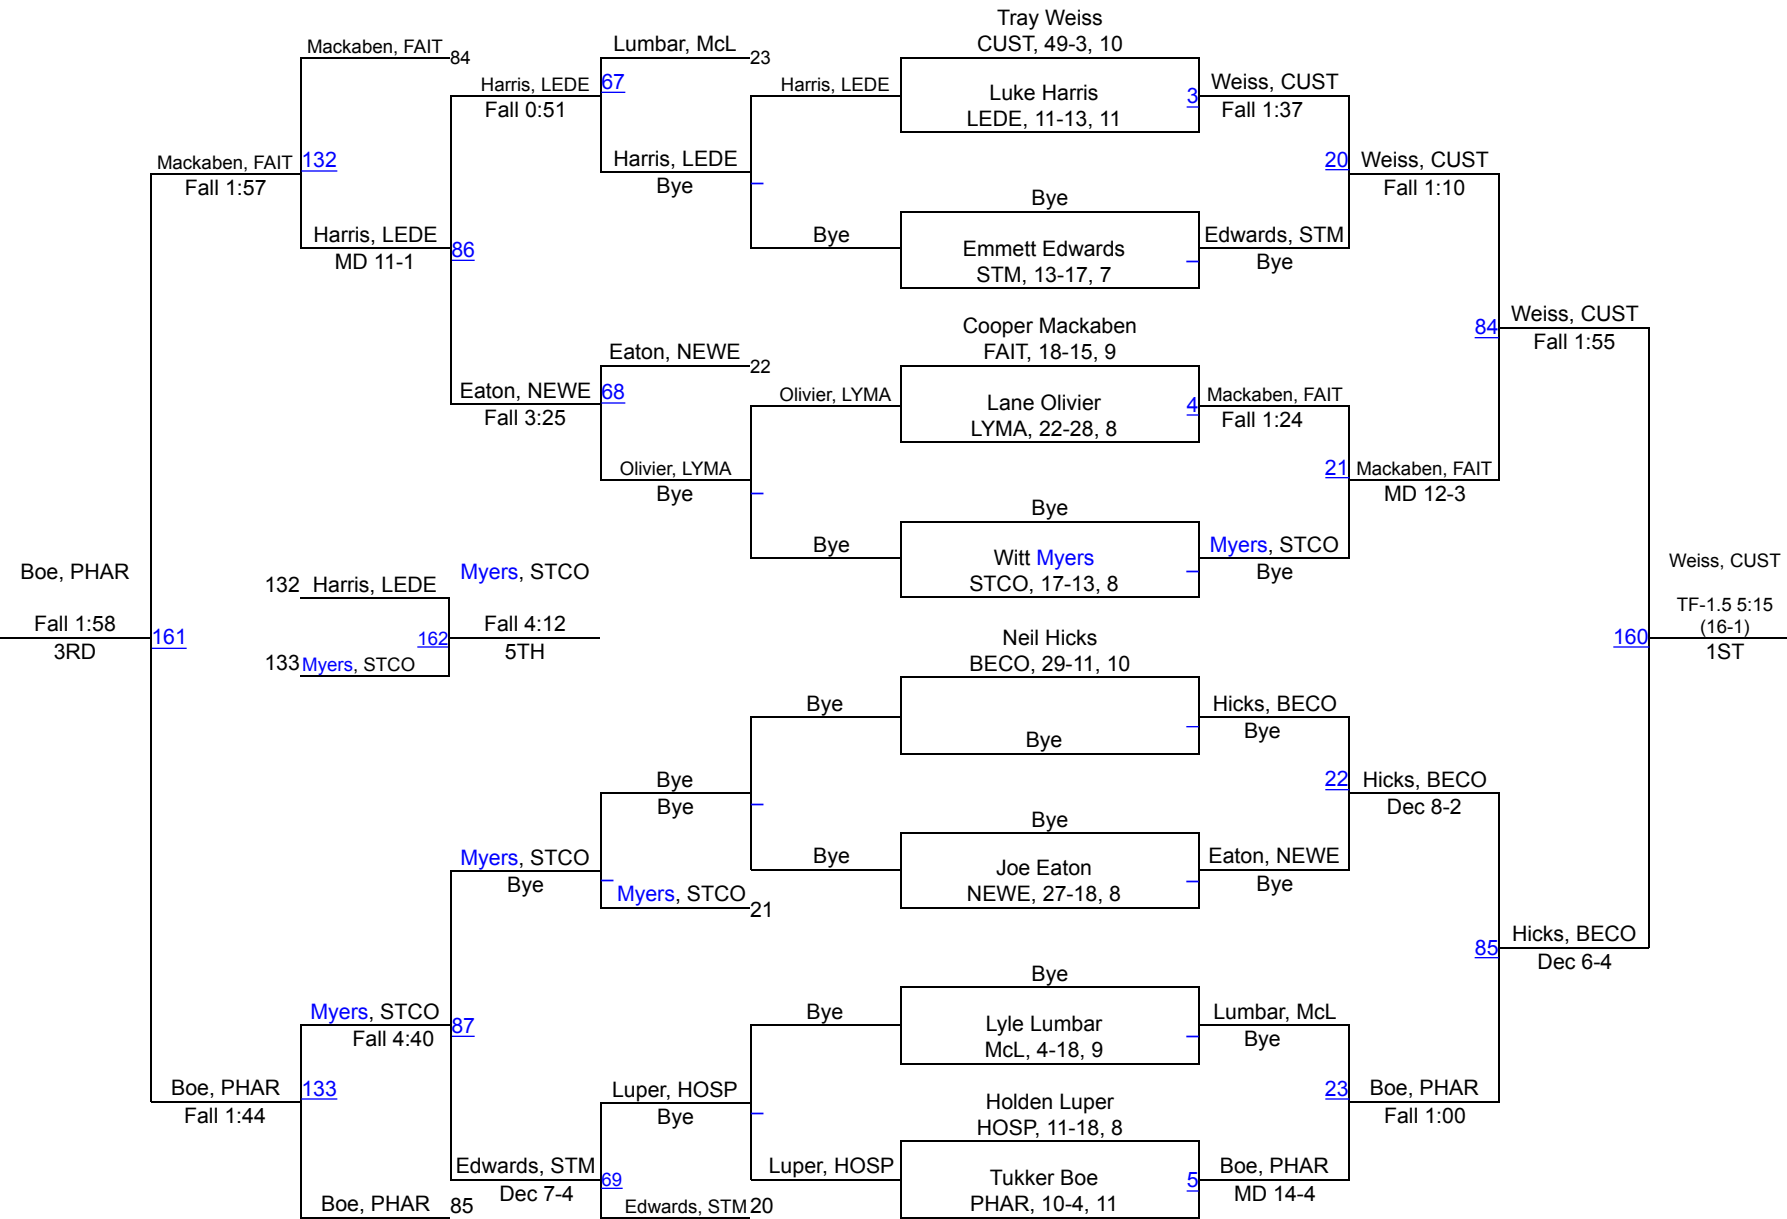 Tray Weiss
CUST, 49-3, 10
Mackaben, FAIT
84
Lumbar, McL
23
Harris, LEDE
67
Fall 0:51
Harris, LEDE
Luke Harris
LEDE, 11-13, 11
3
Weiss, CUST
Fall 1:37
Mackaben, FAIT
132
Fall 1:57
Harris, LEDE
Bye
20
Weiss, CUST
Fall 1:10
Harris, LEDE
MD 11-1
86
Bye
Bye
Emmett Edwards
STM, 13-17, 7
Edwards, STM
Bye
Cooper Mackaben
FAIT, 18-15, 9
84
Weiss, CUST
Fall 1:55
Eaton, NEWE
22
Eaton, NEWE
68
Fall 3:25
Olivier, LYMA
Lane Olivier
LYMA, 22-28, 8
4
Mackaben, FAIT
Fall 1:24
Olivier, LYMA
Bye
21
Mackaben, FAIT
MD 12-3
Bye
Bye
Witt Myers
STCO, 17-13, 8
Myers, STCO
Bye
Boe, PHAR
Fall 1:58
3RD
161
132
Harris, LEDE
133
Myers, STCO
162
Myers, STCO
Fall 4:12
5TH
Weiss, CUST
TF-1.5 5:15
(16-1)
1ST
160
Neil Hicks
BECO, 29-11, 10
Bye
Bye
Hicks, BECO
Bye
Bye
Bye
22
Hicks, BECO
Dec 8-2
Myers, STCO
Bye
Myers, STCO
21
Bye
Bye
Joe Eaton
NEWE, 27-18, 8
Eaton, NEWE
Bye
85
Hicks, BECO
Dec 6-4
Myers, STCO
Fall 4:40
87
Bye
Bye
Lyle Lumbar
McL, 4-18, 9
Lumbar, McL
Bye
Boe, PHAR
Fall 1:44
133
Luper, HOSP
Bye
Holden Luper
HOSP, 11-18, 8
23
Boe, PHAR
Fall 1:00
Edwards, STM
Dec 7-4
69
Luper, HOSP
Tukker Boe
PHAR, 10-4, 11
5
Boe, PHAR
MD 14-4
Boe, PHAR
85
Edwards, STM
20